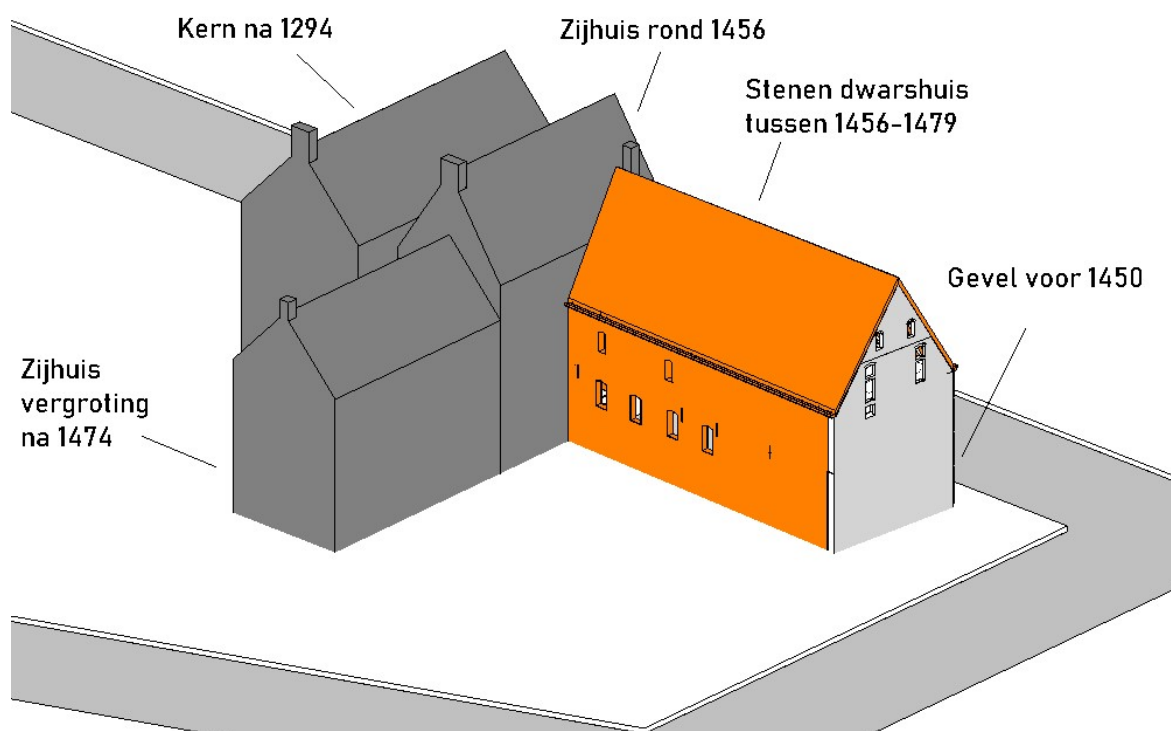 Kern na 1294
Zijhuis rond 1456
Stenen dwarshuis
tussen 1456-1479
Gevel voor 1450
Zijhuis
vergroting
na 1474